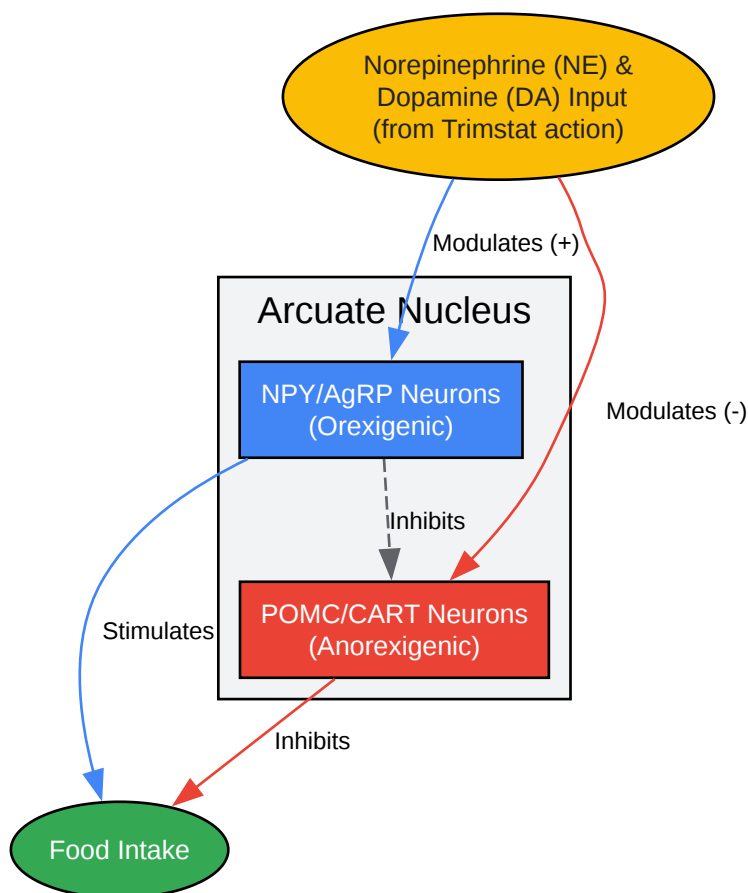 Norepinephrine (NE) &
Dopamine (DA) Input
(from Trimstat action)
Modulates (+)
Arcuate Nucleus
NPY/AgRP Neurons
(Orexigenic)
Modulates (-)
Inhibits
POMC/CART Neurons
(Anorexigenic)
Stimulates
Inhibits
Food Intake